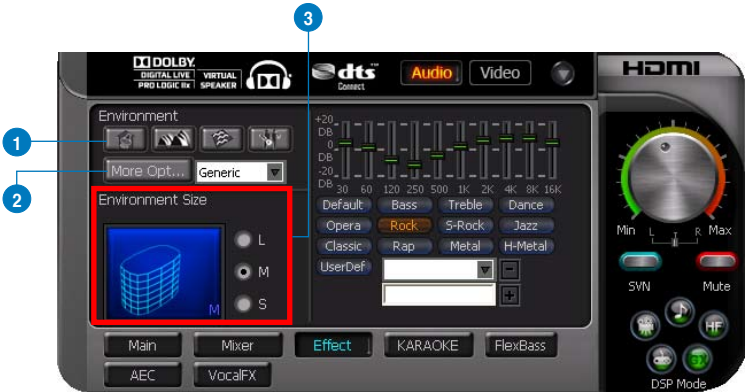 3
DOLBY.
DIGITAL LIVE
PRO LOGIC IIx
VIRTUAL
SPEAKER
dts
Connect
Audio
Video
HDMI
1
2
Environment
More Opt...
Generic
Environment Size
L
M
S
M
+20
DB
0
DB
-20
DB
30 60 120 250 500 1K 2K 4K 8K 16K
Default Bass Treble Dance
Opera Rock S-Rock Jazz
Classic Rap Metal H-Metal
UserDef
Min L T R Max
SVN Mute
HF
DSP Mode
Main Mixer Effect KARAOKE FlexBass
AEC VocalFX